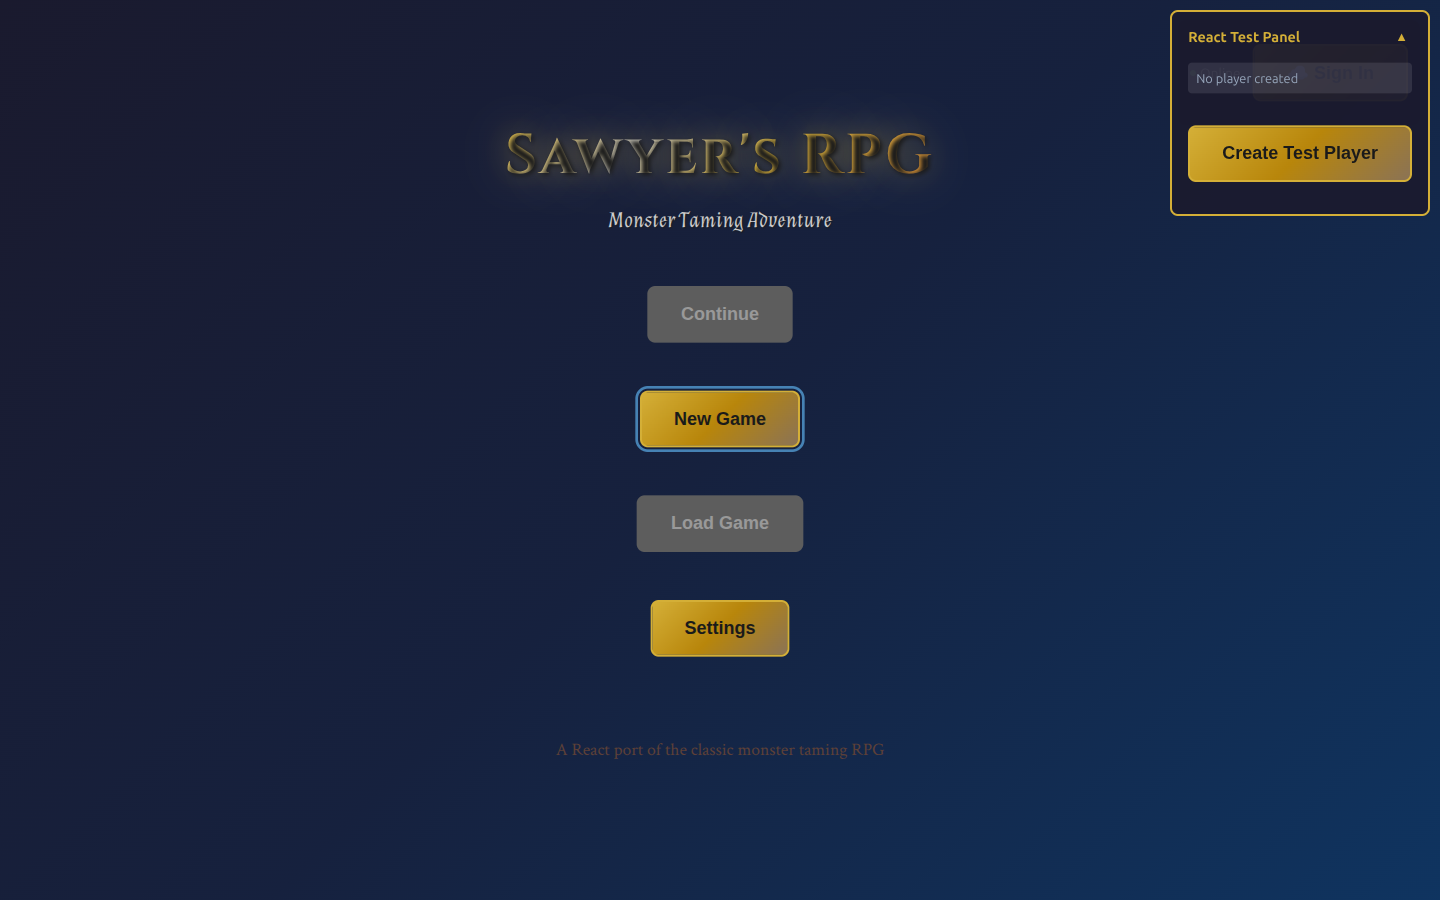 React Test Panel ▲
Sign In
No player created
Create Test Player
Sawyer's RPG
Monster Taming Adventure
Continue
New Game
Load Game
Settings
A React port of the classic monster taming RPG